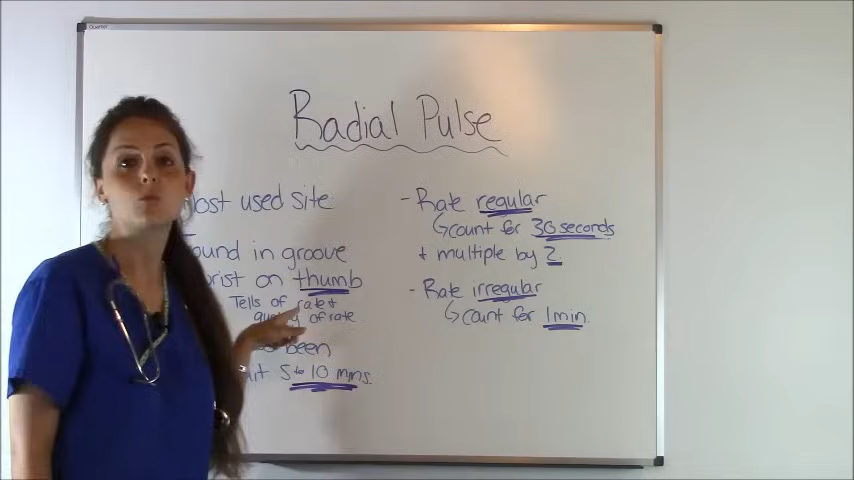 Quartet
Radial Pulse
ost used site
ound in groove
rist on thumb
Tells of rate +
of rate
been
it 5 to 10 mins.
- Rate regular
↳ count for 30 seconds
+ multiple by 2.
- Rate irregular
↳ count for 1 min.